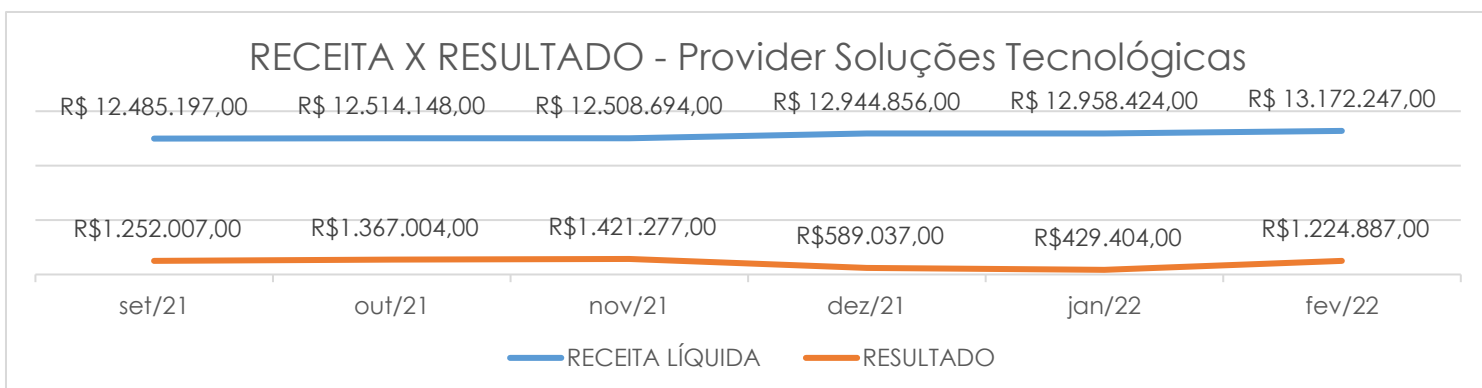 RECEITA X RESULTADO - Provider Soluções Tecnológicas
R$ 12.485.197,00 R$ 12.514.148,00 R$ 12.508.694,00 R$ 12.944.856,00 R$ 12.958.424,00 R$ 13.172.247,00
R$1.252.007,00 R$1.367.004,00 R$1.421.277,00 R$589.037,00 R$429.404,00 R$1.224.887,00
set/21 out/21 nov/21 dez/21 jan/22 fev/22
RECEITA LÍQUIDA RESULTADO